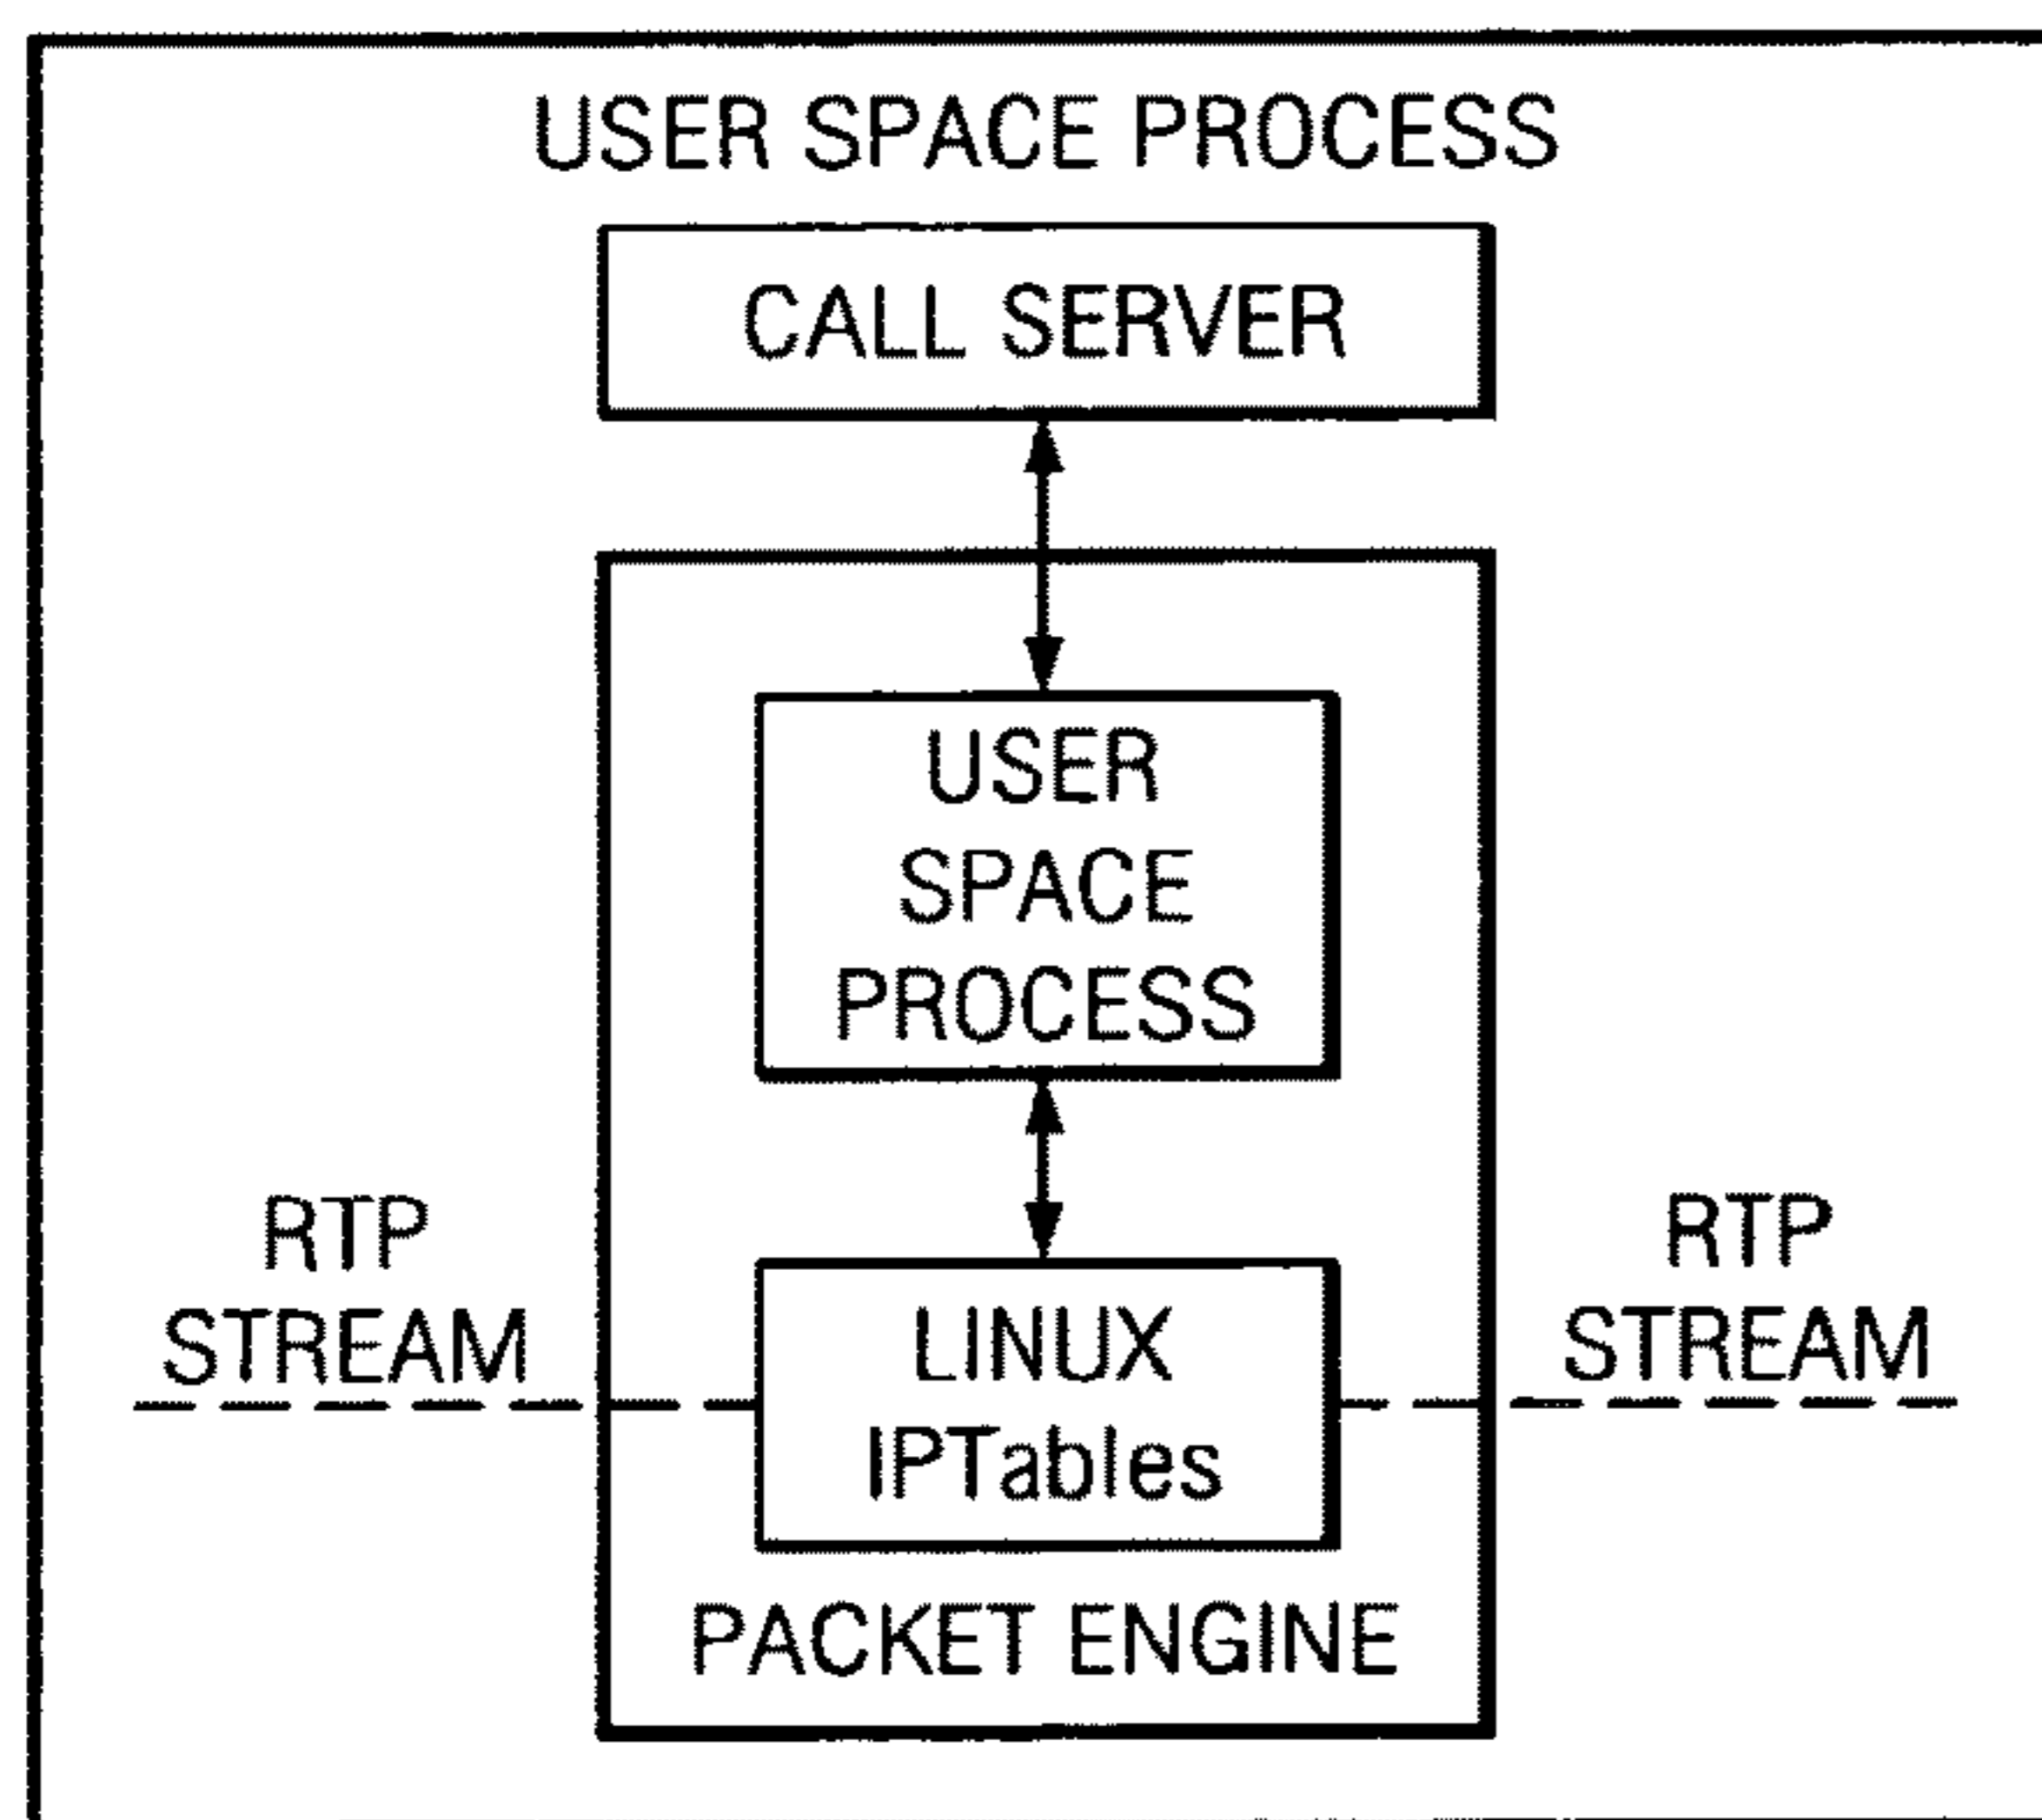 USER SPACE PROCESS
CALL SERVER
USER
SPACE
PROCESS
RTP
STREAM
LINUX
IPTables
RTP
STREAM
PACKET ENGINE